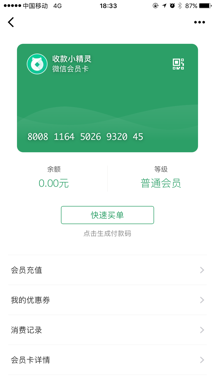 中国移动 4G 18:33 87%
收款小精灵
微信会员卡
8008 1164 5026 9320 45
余额
等级
0.00元
普通会员
快速买单
点击生成付款码
会员充值
我的优惠券
消费记录
会员卡详情